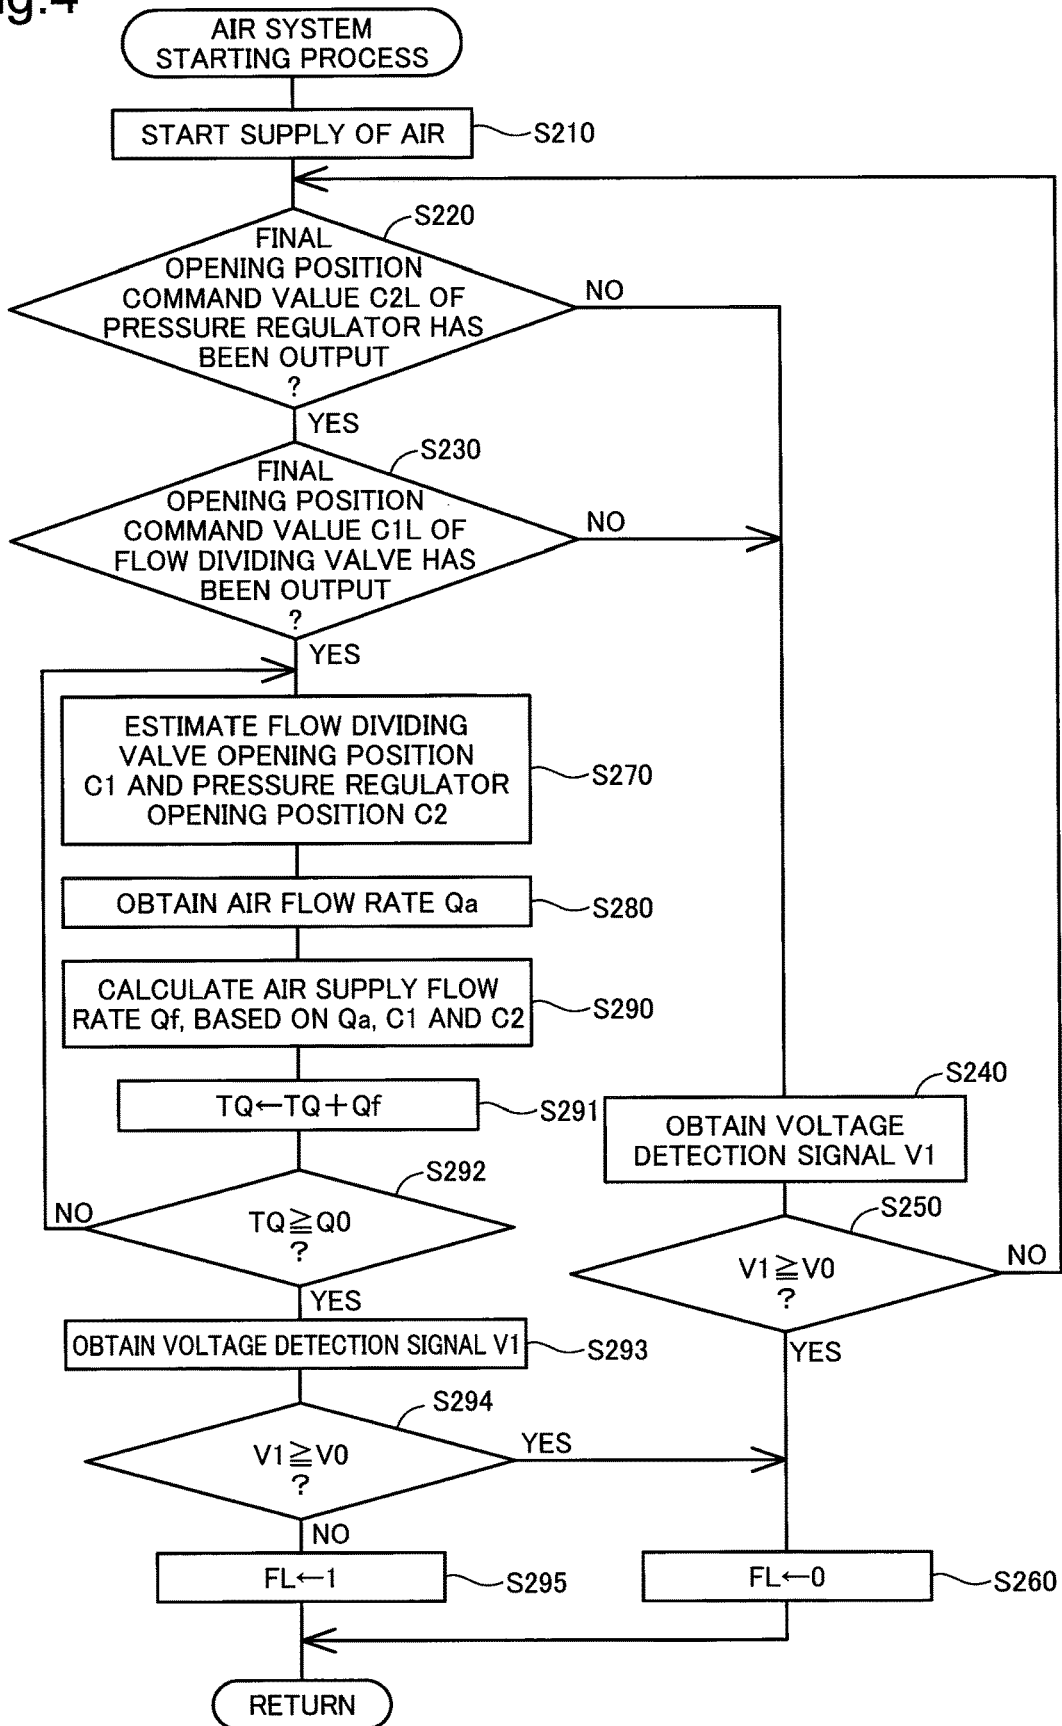 ig.4
AIR SYSTEM
STARTING PROCESS
START SUPPLY OF AIR
S210
S220
FINAL
OPENING POSITION
COMMAND VALUE C2L OF
PRESSURE REGULATOR HAS
BEEN OUTPUT
?
NO
YES
S230
FINAL
OPENING POSITION
COMMAND VALUE C1L OF
FLOW DIVIDING VALVE HAS
BEEN OUTPUT
?
NO
YES
ESTIMATE FLOW DIVIDING
VALVE OPENING POSITION
C1 AND PRESSURE REGULATOR
OPENING POSITION C2
S270
OBTAIN AIR FLOW RATE Qa
S280
CALCULATE AIR SUPPLY FLOW
RATE Qf, BASED ON Qa, C1 AND C2
S290
TQ←TQ+Qf
S291
S292
TQ≧Q0
?
NO
YES
OBTAIN VOLTAGE DETECTION SIGNAL V1
S293
S294
V1≧V0
?
YES
NO
FL←1
S295
S240
OBTAIN VOLTAGE
DETECTION SIGNAL V1
S250
V1≧V0
?
NO
YES
FL←0
S260
RETURN